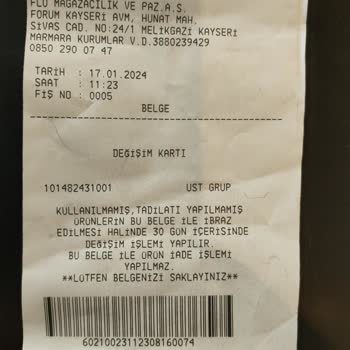 FLO MAGAZACILIK VE PAZ.A.S.
FORUM KAYSERİ AVM, HUNAT MAH.
SİVAS CAD. NO:24/1 MELİKGAZİ KAYSERİ
MARMARA KURUMLAR V.D.3880239429
0850 290 07 47
TARİH : 17.01.2024
SAAT : 11:23
FİŞ NO : 0005
BELGE
DEĞİŞİM KARTI
101482431001 UST GRUP
KULLANILMAMIŞ,TADİLATI YAPILMAMIŞ
ÜRÜNLERİN BU BELGE İLE İBRAZ
EDİLMESİ HALİNDE 30 GÜN İÇERİSİNDE
DEĞİŞİM İŞLEMİ YAPILIR.
BU BELGE İLE ÜRÜN İADE İŞLEMİ
YAPILMAZ.
**LÜTFEN BELGENİZİ SAKLAYINIZ**
60210023112308160074